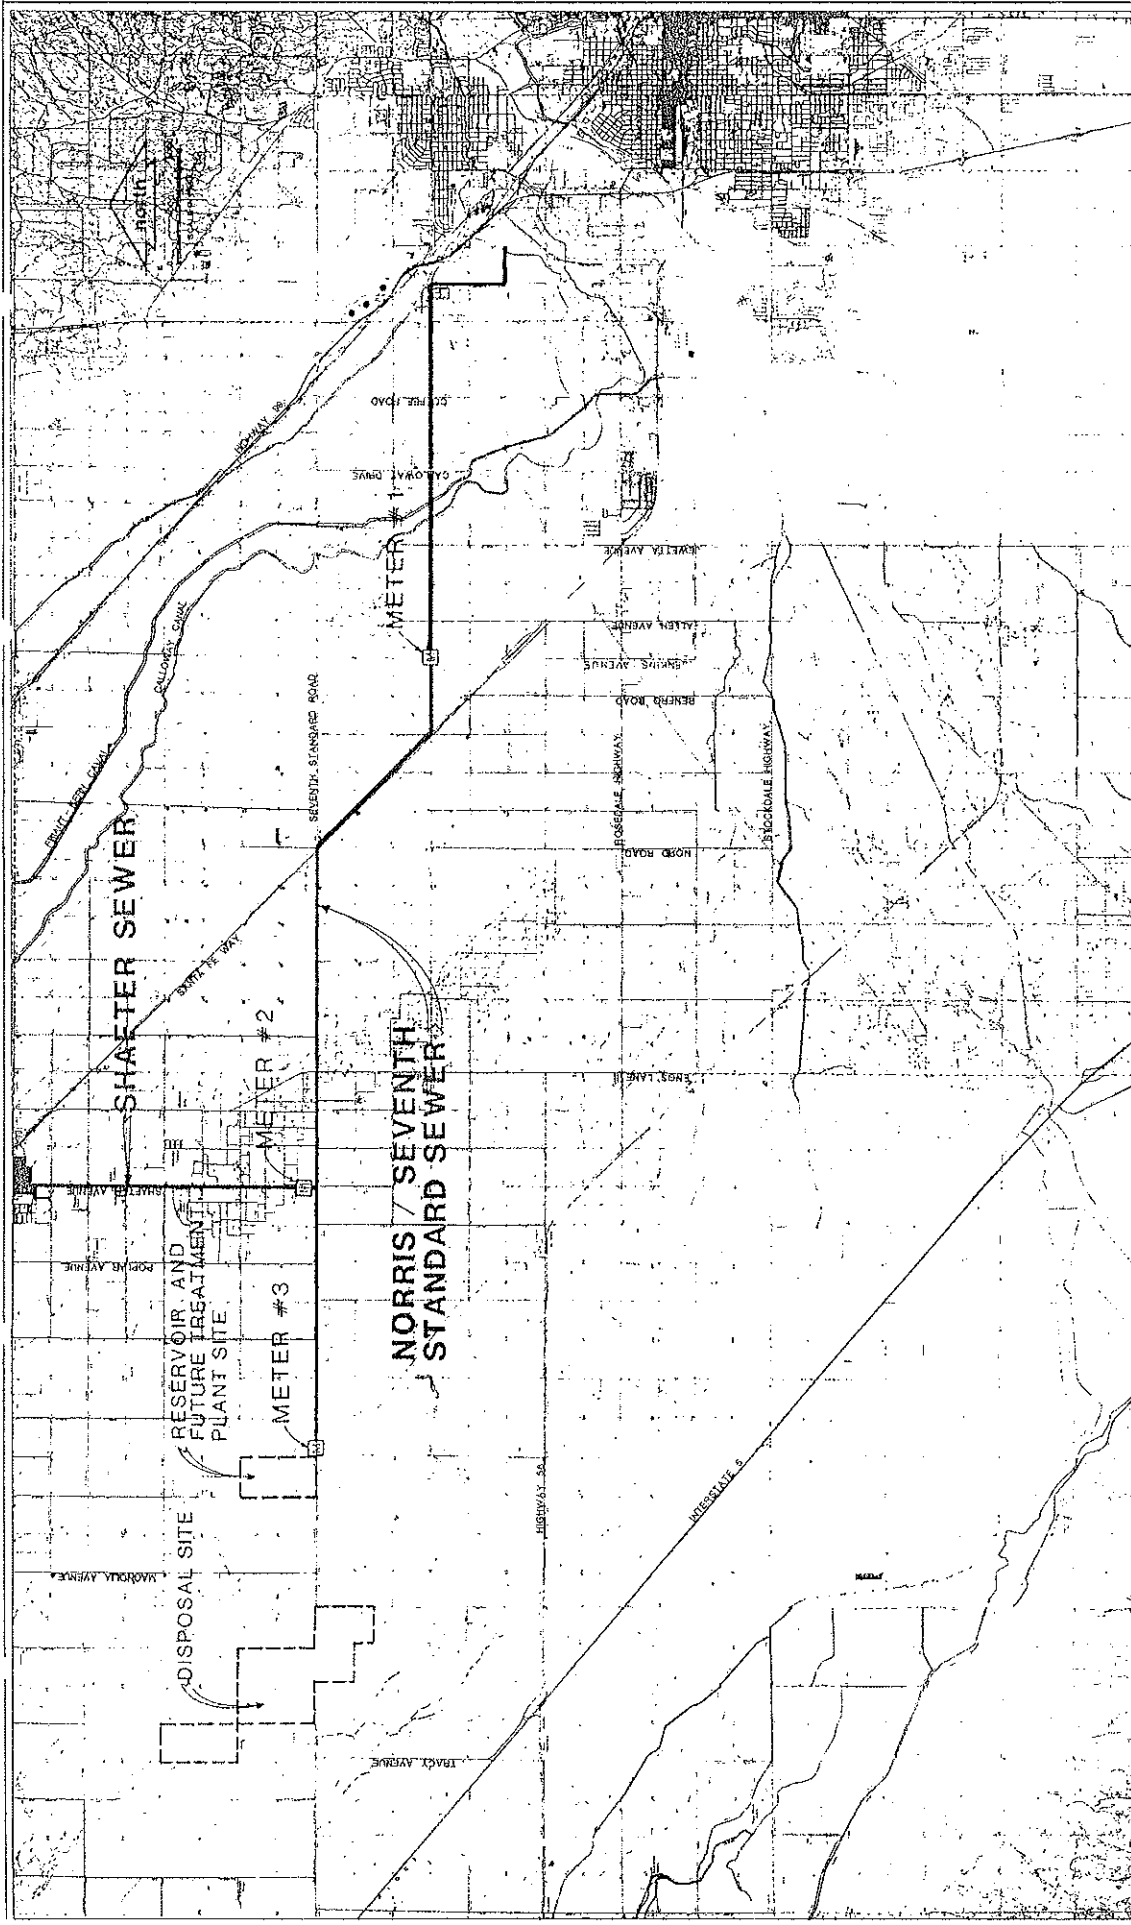 north
HIGHWAY 99
COFFEE ROAD
CALLOWAY DRIVE
METER #1
FRIANT-KERN CANAL
CALLOWAY CANAL
SEVENTH STANDARD ROAD
SHAFTER SEWER
SANTA FE WAY
METER #2
NORRIS / SEVENTH
STANDARD SEWER
SHAFTER AVENUE
POPLAR AVENUE
RESERVOIR AND
FUTURE TREATMENT
PLANT SITE
METER #3
DISPOSAL SITE
MAGNOLIA AVENUE
TRACY AVENUE
JEWETTA AVENUE
ALLEN AVENUE
JENKINS AVENUE
RENFRO ROAD
ROSEDALE HIGHWAY
STOCKDALE HIGHWAY
NORD ROAD
ENOS LANE
HIGHWAY 58
INTERSTATE 5